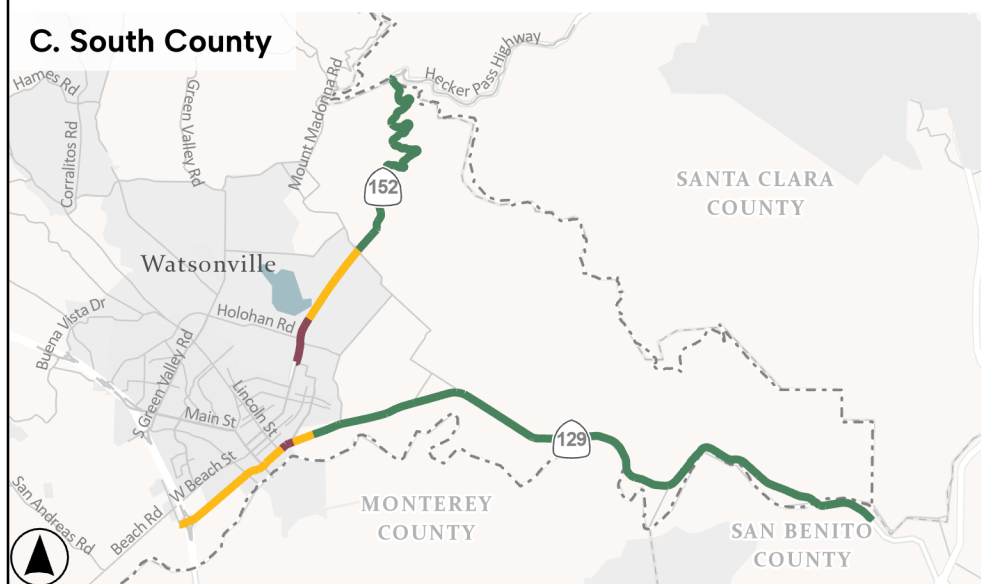 C. South County
Hecker Pass Highway
Hames Rd
Green Valley Rd
Mount Madonna Rd
Corralitos Rd
152
SANTA CLARA
COUNTY
Watsonville
Buena Vista Dr
Holohan Rd
S Green Valley Rd
Lincoln St
Main St
129
W Beach St
San Andreas Rd
Beach Rd
MONTEREY
COUNTY
SAN BENITO
COUNTY